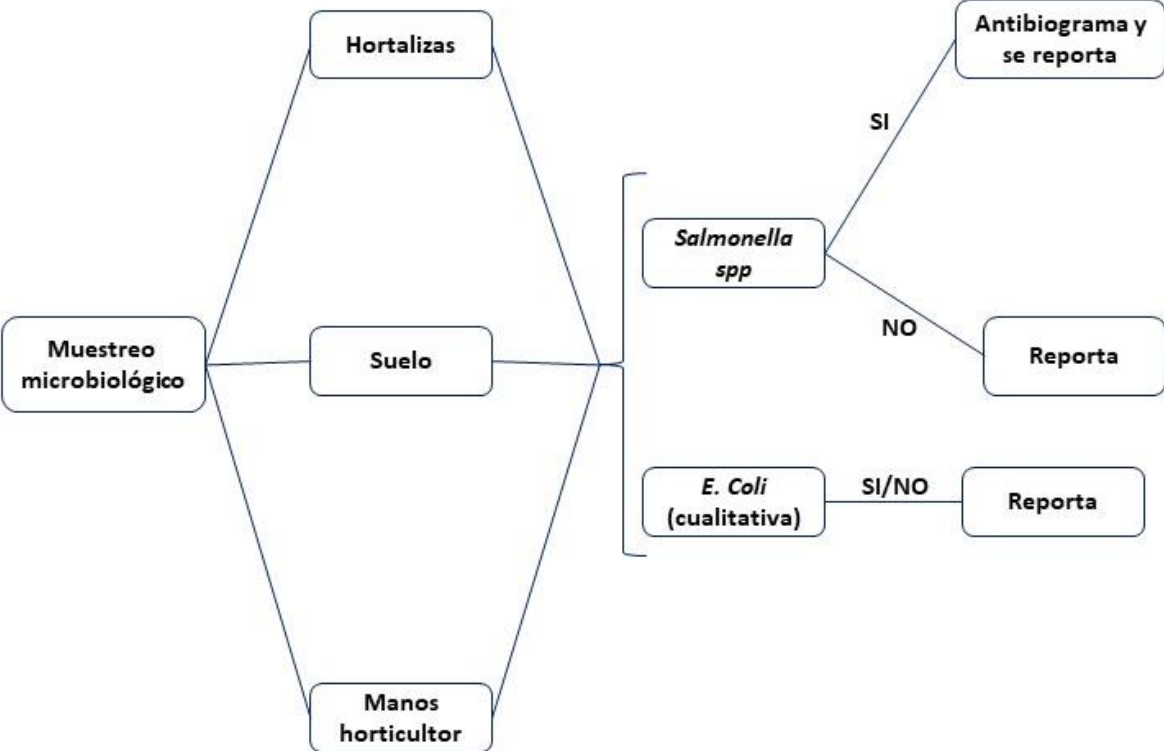 Muestreo
microbiológico
Hortalizas
Suelo
Manos
horticultor
Salmonella
spp
SI
Antibiograma y
se reporta
NO
Reporta
E. Coli
(cualitativa)
SI/NO
Reporta